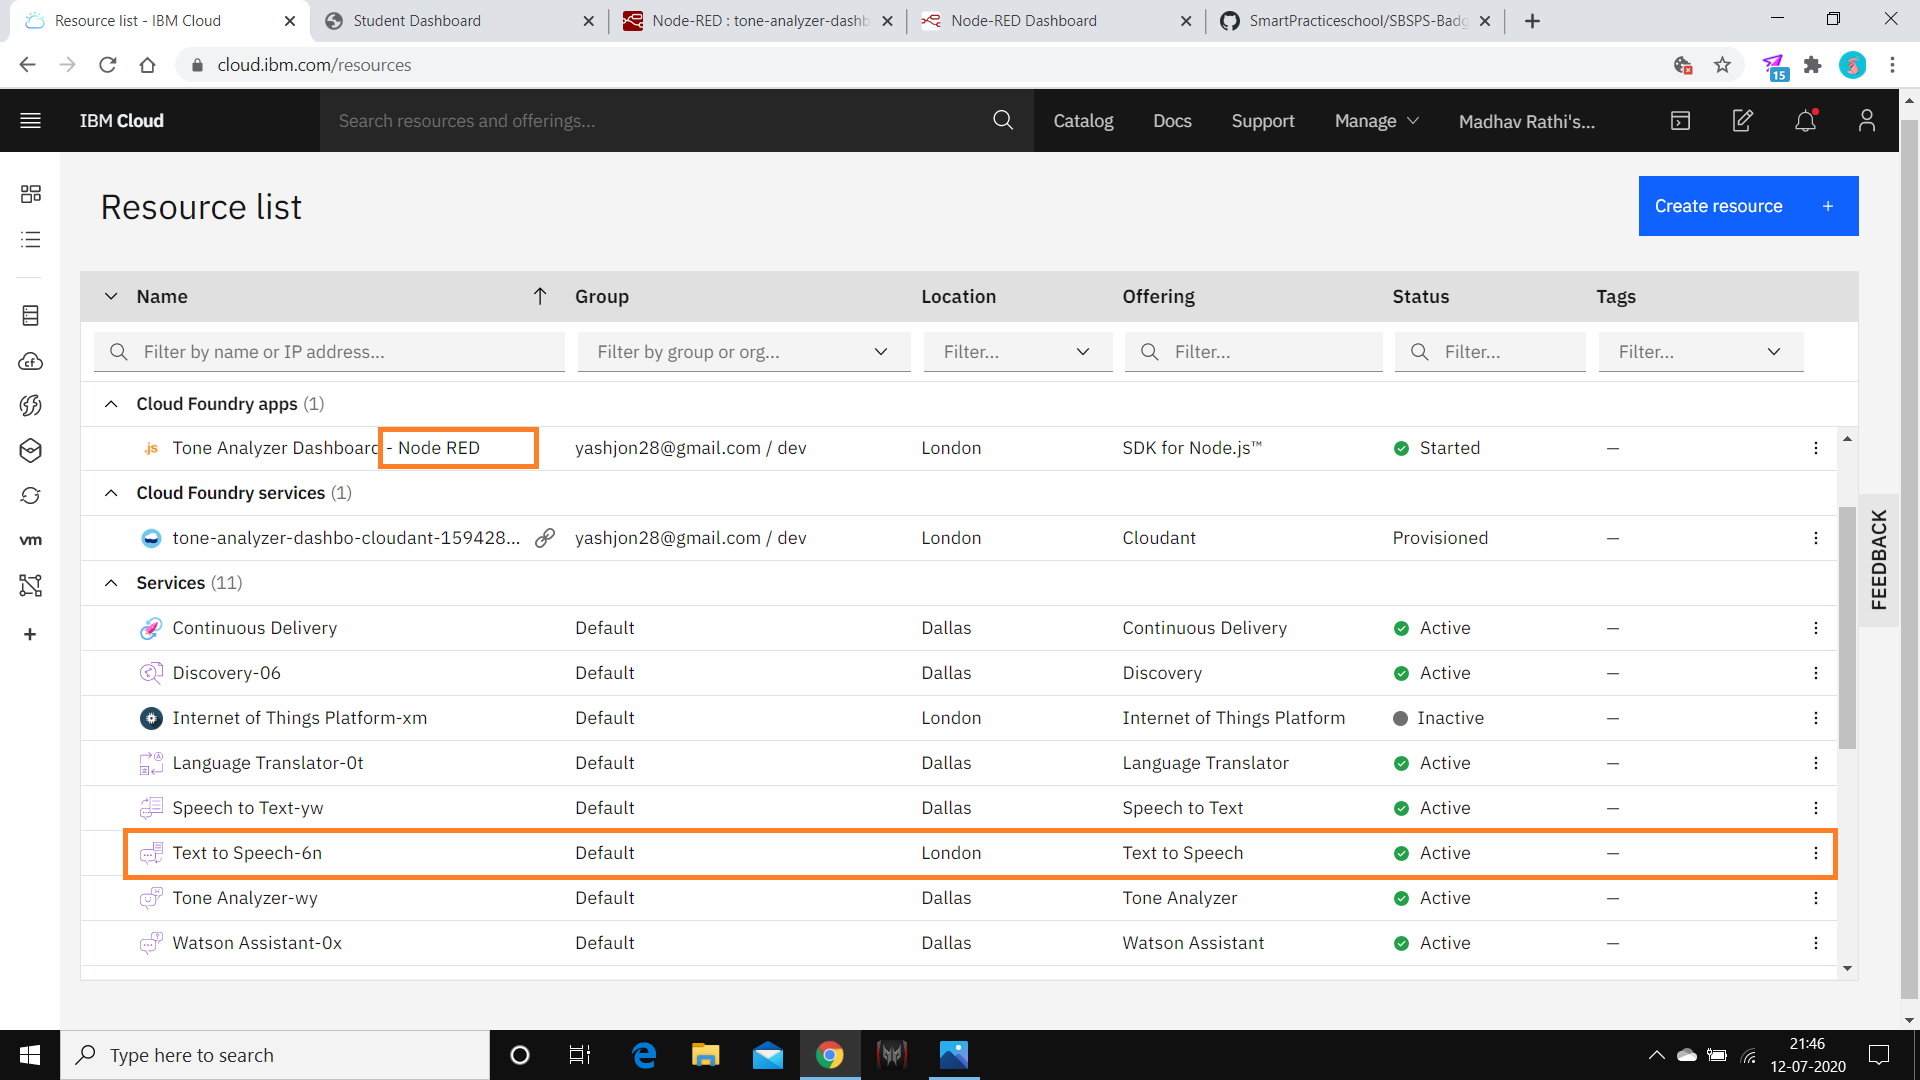 Resource list - IBM Cloud
Student Dashboard
Node-RED : tone-analyzer-dashb
Node-RED Dashboard
SmartPracticeschool/SBSPS-Badg
cloud.ibm.com/resources
15
IBM Cloud
Search resources and offerings...
Catalog
Docs
Support
Manage
Madhav Rathi's...
Resource list
Create resource +
Name
Group
Location
Offering
Status
Tags
Filter by name or IP address...
Filter by group or org...
Filter...
Filter...
Filter...
Filter...
Cloud Foundry apps (1)
.js Tone Analyzer Dashboard - Node RED yashjon28@gmail.com / dev London SDK for Node.js™ Started —
Cloud Foundry services (1)
tone-analyzer-dashbo-cloudant-159428... yashjon28@gmail.com / dev London Cloudant Provisioned —
Services (11)
Continuous Delivery Default Dallas Continuous Delivery Active —
Discovery-06 Default Dallas Discovery Active —
Internet of Things Platform-xm Default London Internet of Things Platform Inactive —
Language Translator-0t Default Dallas Language Translator Active —
Speech to Text-yw Default Dallas Speech to Text Active —
Text to Speech-6n Default London Text to Speech Active —
Tone Analyzer-wy Default Dallas Tone Analyzer Active —
Watson Assistant-0x Default Dallas Watson Assistant Active —
cf
vm
FEEDBACK
Type here to search
21:46
12-07-2020